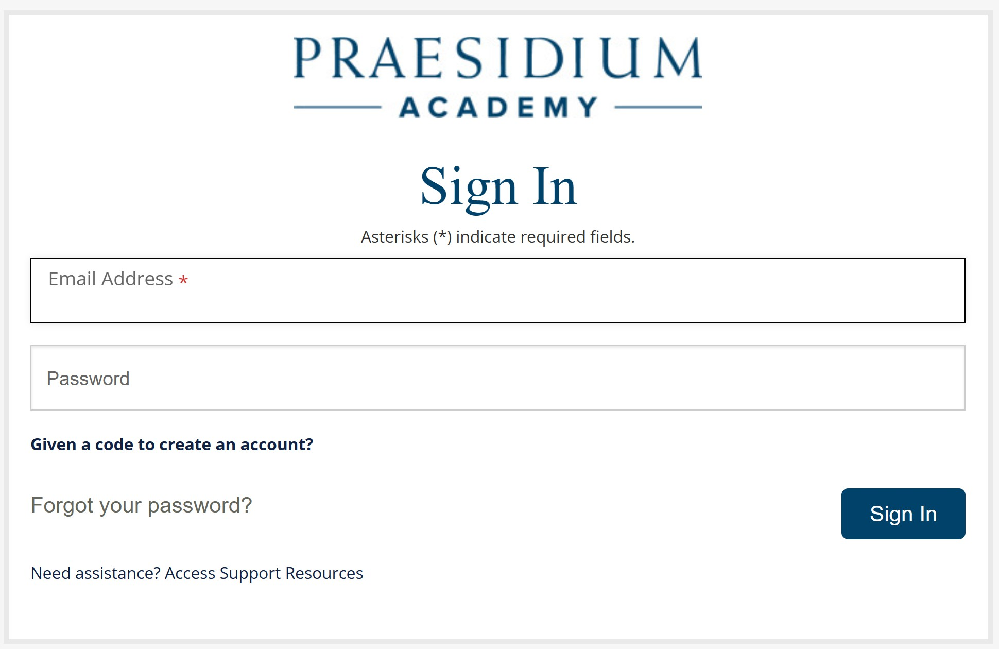 PRAESIDIUM
ACADEMY
Sign In
Asterisks (*) indicate required fields.
Email Address *
Password
Given a code to create an account?
Forgot your password?
Sign In
Need assistance? Access Support Resources